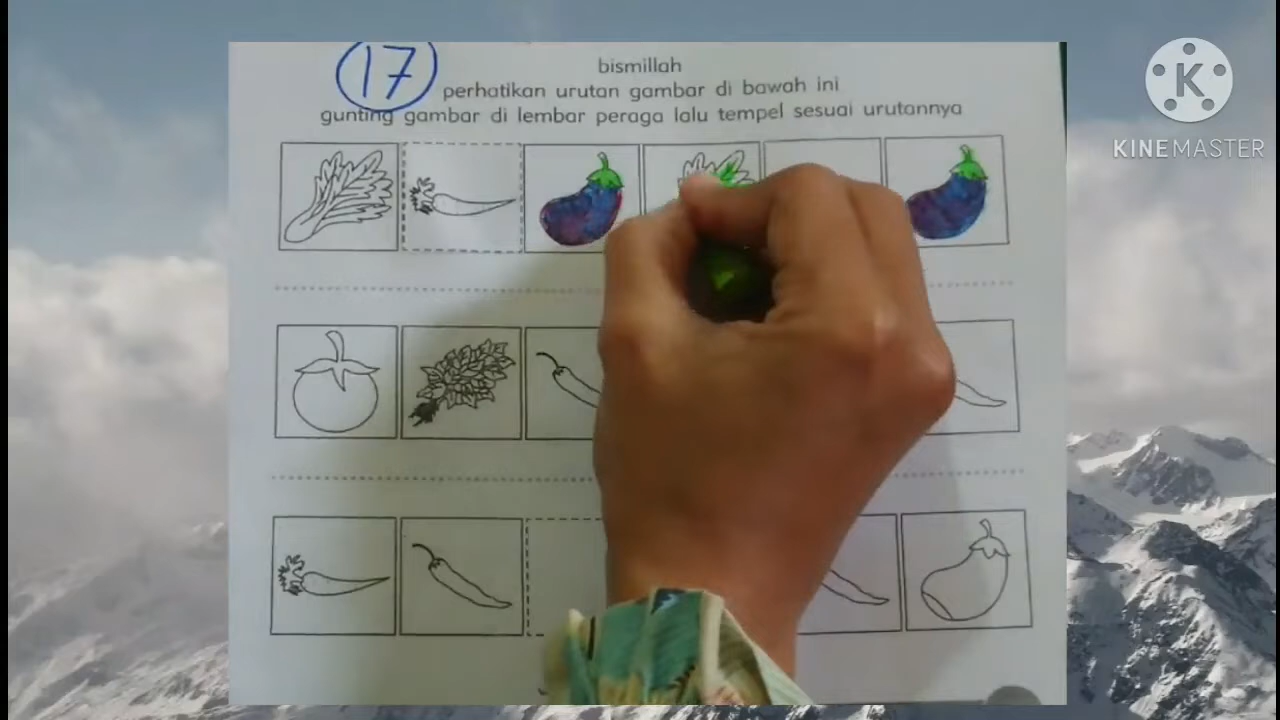 17
bismillah
perhatikan urutan gambar di bawah ini
gunting gambar di lembar peraga lalu tempel sesuai urutannya
K
KINEMASTER